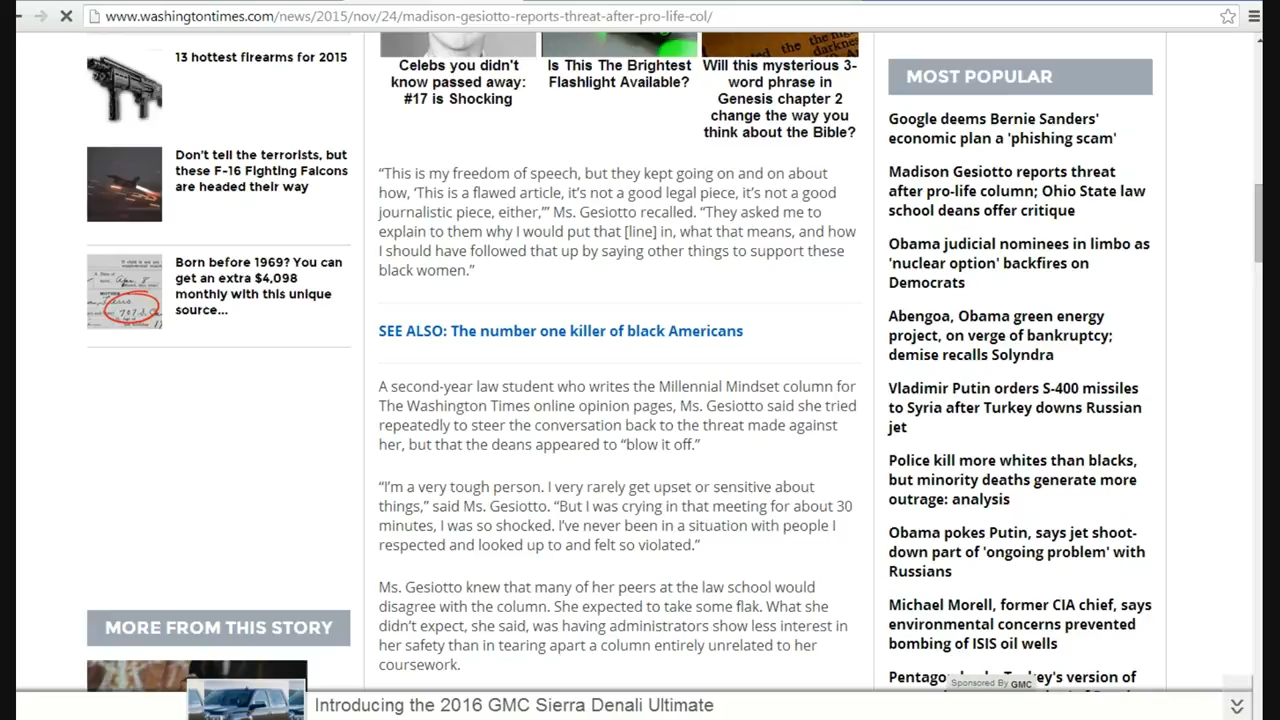 www.washingtontimes.com/news/2015/nov/24/madison-gesiotto-reports-threat-after-pro-life-col/
13 hottest firearms for 2015
Don't tell the terrorists, but
these F-16 Fighting Falcons
are headed their way
Born before 1969? You can
get an extra $4,098
monthly with this unique
source...
MORE FROM THIS STORY
Celebs you didn't
know passed away:
#17 is Shocking
Is This The Brightest
Flashlight Available?
Will this mysterious 3-
word phrase in
Genesis chapter 2
change the way you
think about the Bible?
“This is my freedom of speech, but they kept going on and on about
how, ‘This is a flawed article, it’s not a good legal piece, it’s not a good
journalistic piece, either,’” Ms. Gesiotto recalled. “They asked me to
explain to them why I would put that [line] in, what that means, and how
I should have followed that up by saying other things to support these
black women.”
SEE ALSO: The number one killer of black Americans
A second-year law student who writes the Millennial Mindset column for
The Washington Times online opinion pages, Ms. Gesiotto said she tried
repeatedly to steer the conversation back to the threat made against
her, but that the deans appeared to “blow it off.”
“I’m a very tough person. I very rarely get upset or sensitive about
things,” said Ms. Gesiotto. “But I was crying in that meeting for about 30
minutes, I was so shocked. I’ve never been in a situation with people I
respected and looked up to and felt so violated.”
Ms. Gesiotto knew that many of her peers at the law school would
disagree with the column. She expected to take some flak. What she
didn’t expect, she said, was having administrators show less interest in
her safety than in tearing apart a column entirely unrelated to her
coursework.
MOST POPULAR
Google deems Bernie Sanders'
economic plan a 'phishing scam'
Madison Gesiotto reports threat
after pro-life column; Ohio State law
school deans offer critique
Obama judicial nominees in limbo as
'nuclear option' backfires on
Democrats
Abengoa, Obama green energy
project, on verge of bankruptcy;
demise recalls Solyndra
Vladimir Putin orders S-400 missiles
to Syria after Turkey downs Russian
jet
Police kill more whites than blacks,
but minority deaths generate more
outrage: analysis
Obama pokes Putin, says jet shoot-
down part of 'ongoing problem' with
Russians
Michael Morell, former CIA chief, says
environmental concerns prevented
bombing of ISIS oil wells
version of
Sponsored By GMC
Introducing the 2016 GMC Sierra Denali Ultimate